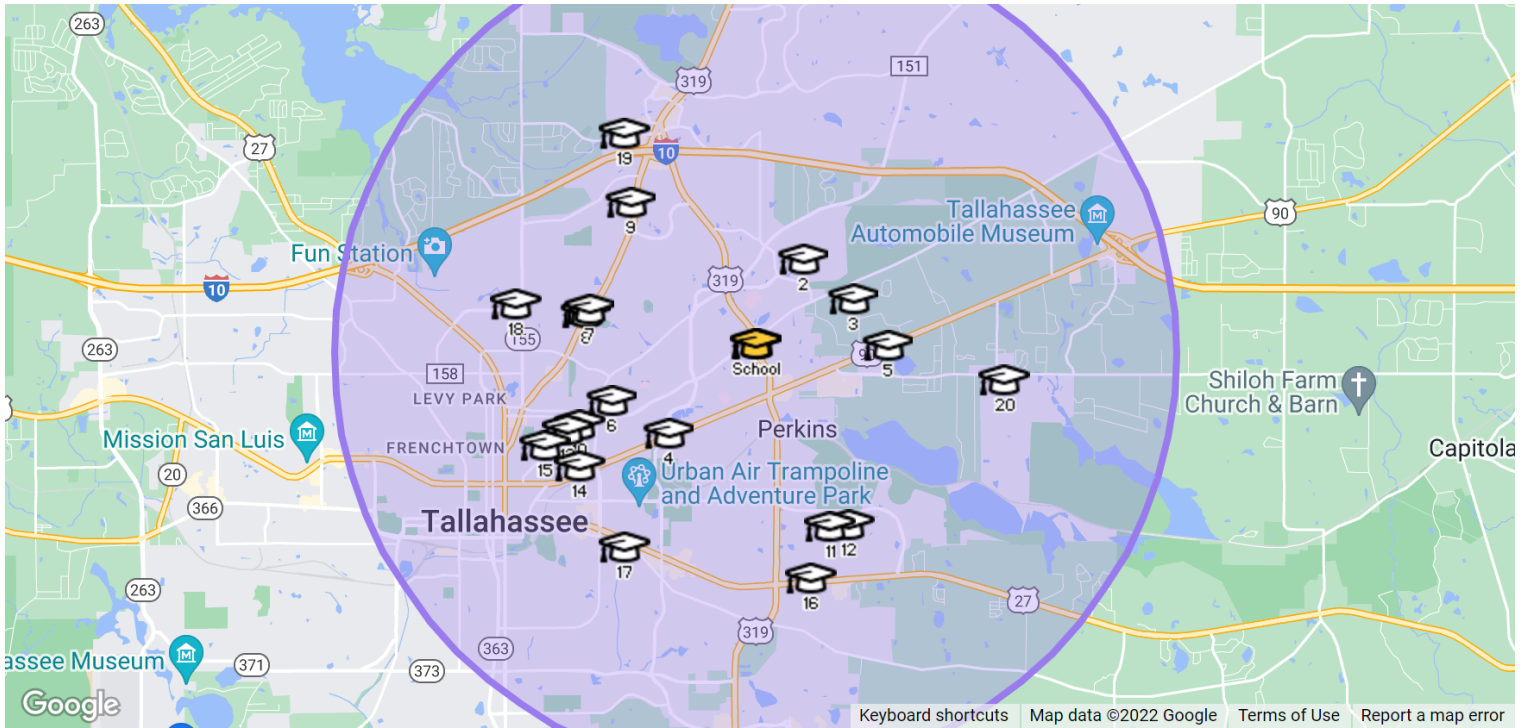 263
27
319
151
19
10
90
9
Tallahassee
Automobile Museum
Fun Station
2
319
10
18
155
3
263
School
5
158
20
Shiloh Farm
Church & Barn
LEVY PARK
6
Perkins
Mission San Luis
FRENCHTOWN
15
4
Capitola
20
14
Urban Air Trampoline
and Adventure Park
366
Tallahassee
11
12
17
263
16
27
319
363
assee Museum
371
373
Google
Keyboard shortcuts
Map data ©2022 Google
Terms of Use
Report a map error